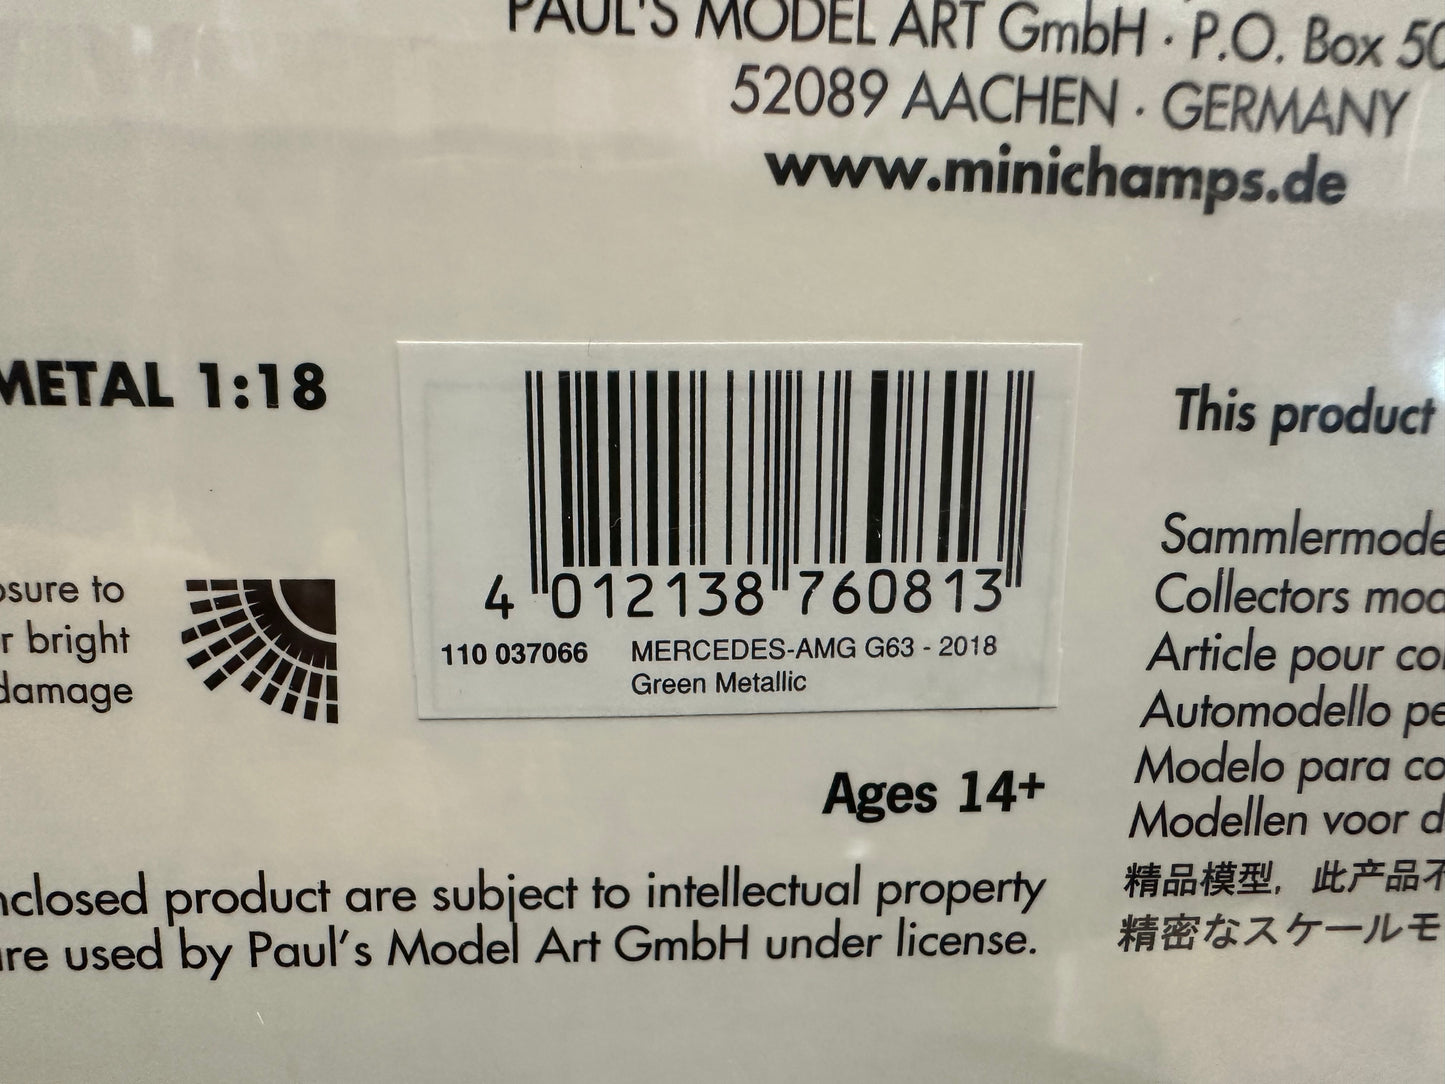 PAUL'S MODEL ART GmbH · P.O. Box 50
52089 AACHEN · GERMANY
www.minichamps.de
METAL 1:18
osure to
r bright
damage
4 012138 760813
110 037066 MERCEDES-AMG G63 - 2018
Green Metallic
Ages 14+
nclosed product are subject to intellectual property
are used by Paul's Model Art GmbH under license.
This product
Sammlermode
Collectors mod
Article pour col
Automodello pe
Modelo para co
Modellen voor d
精品模型，此产品不
精密なスケールモ